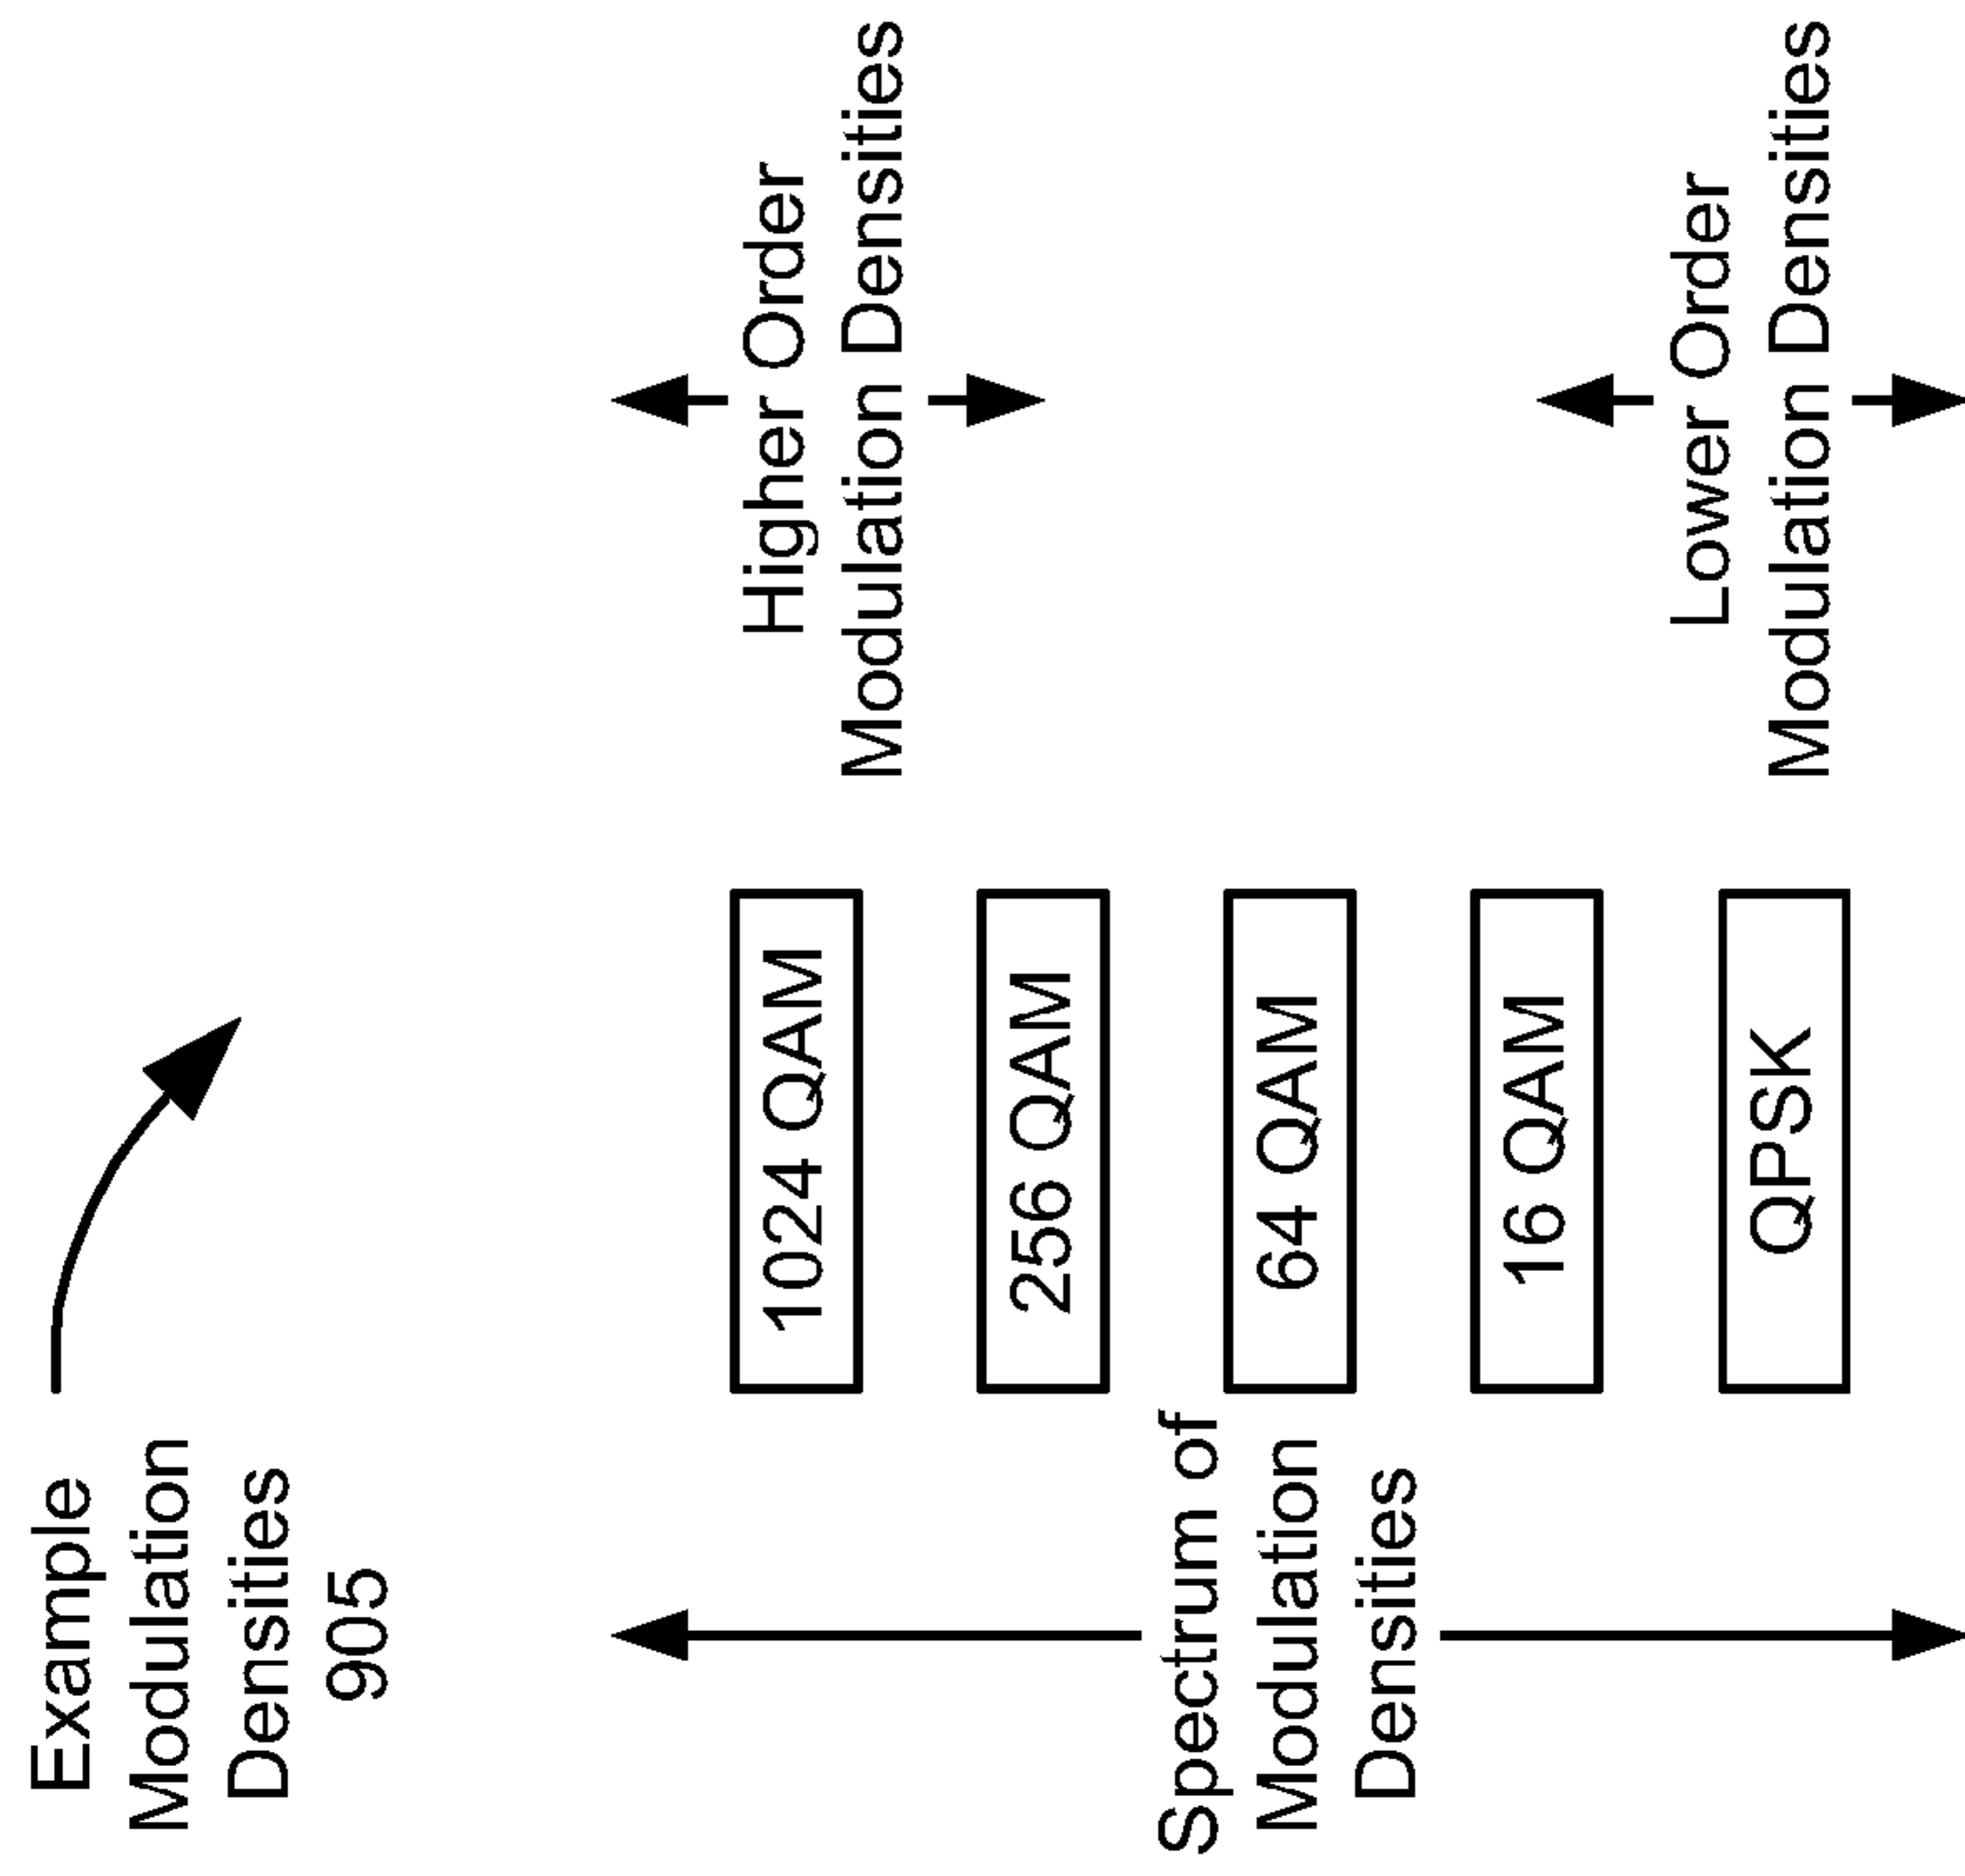 Example
Modulation
Densities
905
Spectrum of
Modulation
Densities
1024 QAM
256 QAM
64 QAM
16 QAM
QPSK
Higher Order
Modulation Densities
Lower Order
Modulation Densities